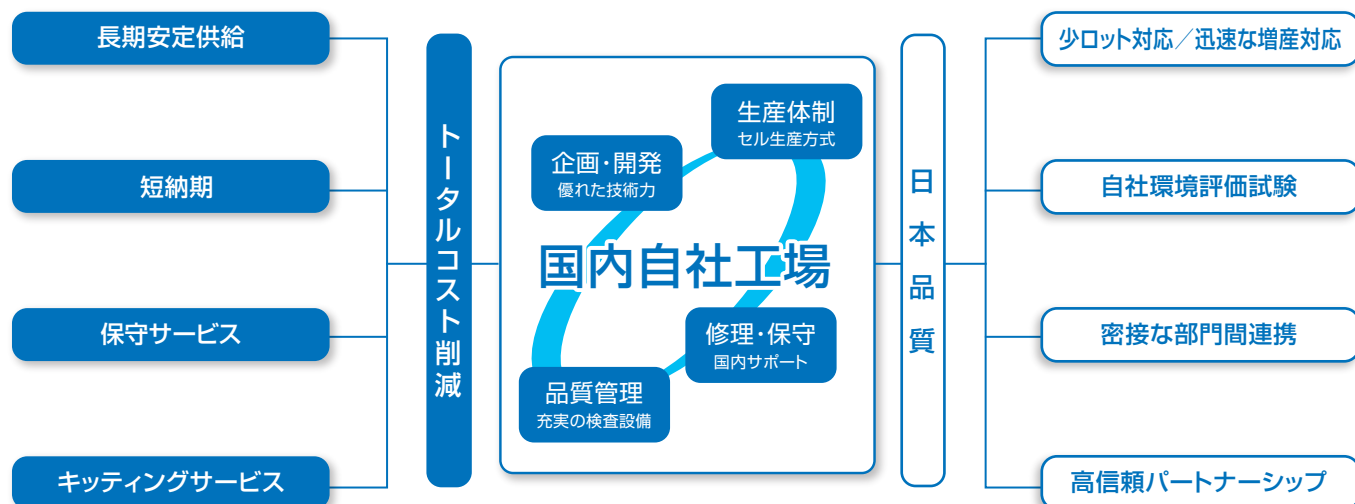 長期安定供給
短納期
保守サービス
キッティングサービス
トータルコスト削減
生産体制
セル生産方式
企画・開発
優れた技術力
国内自社工場
修理・保守
国内サポート
品質管理
充実の検査設備
日本品質
少ロット対応／迅速な増産対応
自社環境評価試験
密接な部門間連携
高信頼パートナーシップ